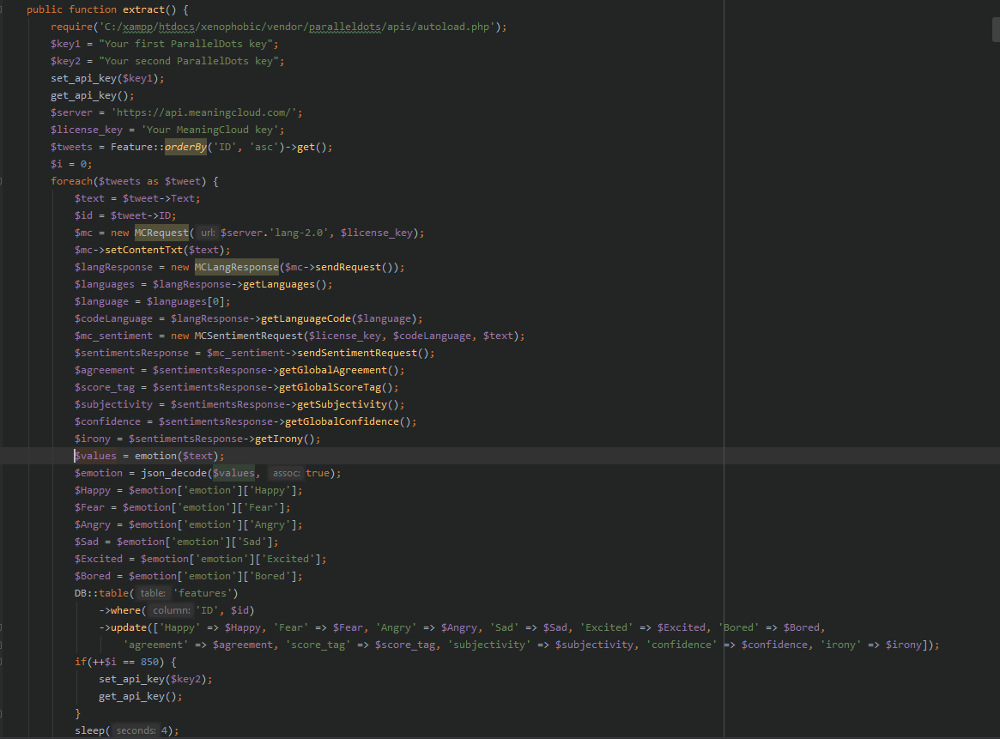 public function extract() {
require('C:/xampp/htdocs/xenophobic/vendor/paralleldots/apis/autoload.php');
$key1 = "Your first ParallelDots key";
$key2 = "Your second ParallelDots key";
set_api_key($key1);
get_api_key();
$server = 'https://api.meaningcloud.com/';
$license_key = 'Your MeaningCloud key';
$tweets = Feature::orderBy('ID', 'asc')->get();
$i = 0;
foreach($tweets as $tweet) {
$text = $tweet->Text;
$id = $tweet->ID;
$mc = new MCRequest( url: $server.'lang-2.0', $license_key);
$mc->setContentTxt($text);
$langResponse = new MCLangResponse($mc->sendRequest());
$languages = $langResponse->getLanguages();
$language = $languages[0];
$codeLanguage = $langResponse->getLanguageCode($language);
$mc_sentiment = new MCSentimentRequest($license_key, $codeLanguage, $text);
$sentimentsResponse = $mc_sentiment->sendSentimentRequest();
$agreement = $sentimentsResponse->getGlobalAgreement();
$score_tag = $sentimentsResponse->getGlobalScoreTag();
$subjectivity = $sentimentsResponse->getSubjectivity();
$confidence = $sentimentsResponse->getGlobalConfidence();
$irony = $sentimentsResponse->getIrony();
$values = emotion($text);
$emotion = json_decode($values, assoc: true);
$Happy = $emotion['emotion']['Happy'];
$Fear = $emotion['emotion']['Fear'];
$Angry = $emotion['emotion']['Angry'];
$Sad = $emotion['emotion']['Sad'];
$Excited = $emotion['emotion']['Excited'];
$Bored = $emotion['emotion']['Bored'];
DB::table( table: 'features')
->where( column: 'ID', $id)
->update(['Happy' => $Happy, 'Fear' => $Fear, 'Angry' => $Angry, 'Sad' => $Sad, 'Excited' => $Excited, 'Bored' => $Bored,
'agreement' => $agreement, 'score_tag' => $score_tag, 'subjectivity' => $subjectivity, 'confidence' => $confidence, 'irony' => $irony]);
if(++$i == 850) {
set_api_key($key2);
get_api_key();
}
sleep( seconds: 4);